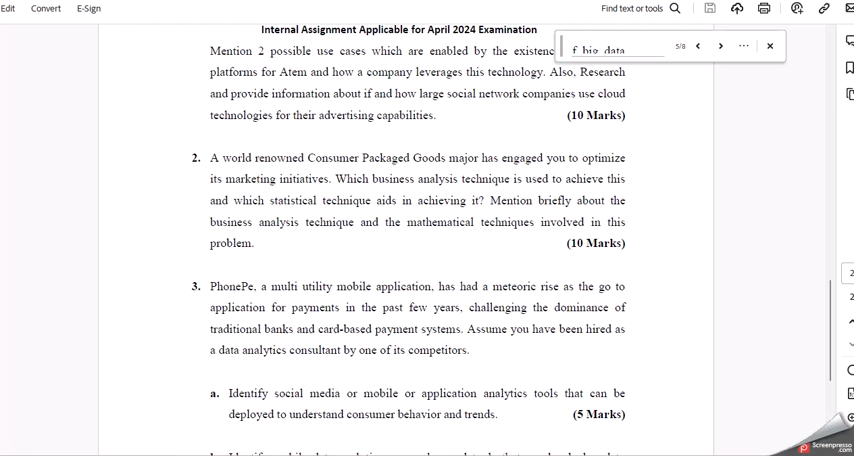 Edit Convert E-Sign Find text or tools
Internal Assignment Applicable for April 2024 Examination
Mention 2 possible use cases which are enabled by the existenc f big data 5/8
platforms for Atem and how a company leverages this technology. Also, Research
and provide information about if and how large social network companies use cloud
technologies for their advertising capabilities. (10 Marks)
2. A world renowned Consumer Packaged Goods major has engaged you to optimize
its marketing initiatives. Which business analysis technique is used to achieve this
and which statistical technique aids in achieving it? Mention briefly about the
business analysis technique and the mathematical techniques involved in this
problem. (10 Marks)
3. PhonePe, a multi utility mobile application, has had a meteoric rise as the go to
application for payments in the past few years, challenging the dominance of
traditional banks and card-based payment systems. Assume you have been hired as
a data analytics consultant by one of its competitors.
a. Identify social media or mobile or application analytics tools that can be
deployed to understand consumer behavior and trends. (5 Marks)
Screenpresso
.com